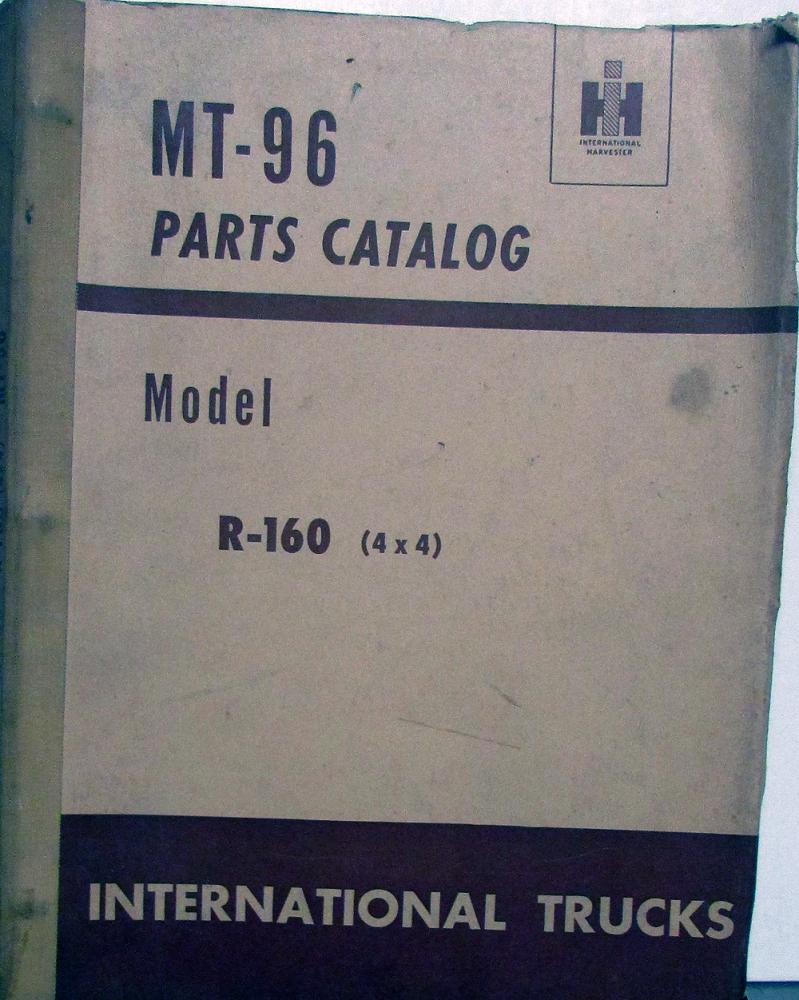 MT-96
IH
INTERNATIONAL
HARVESTER
PARTS CATALOG
Model
R-160 (4 x 4)
INTERNATIONAL TRUCKS